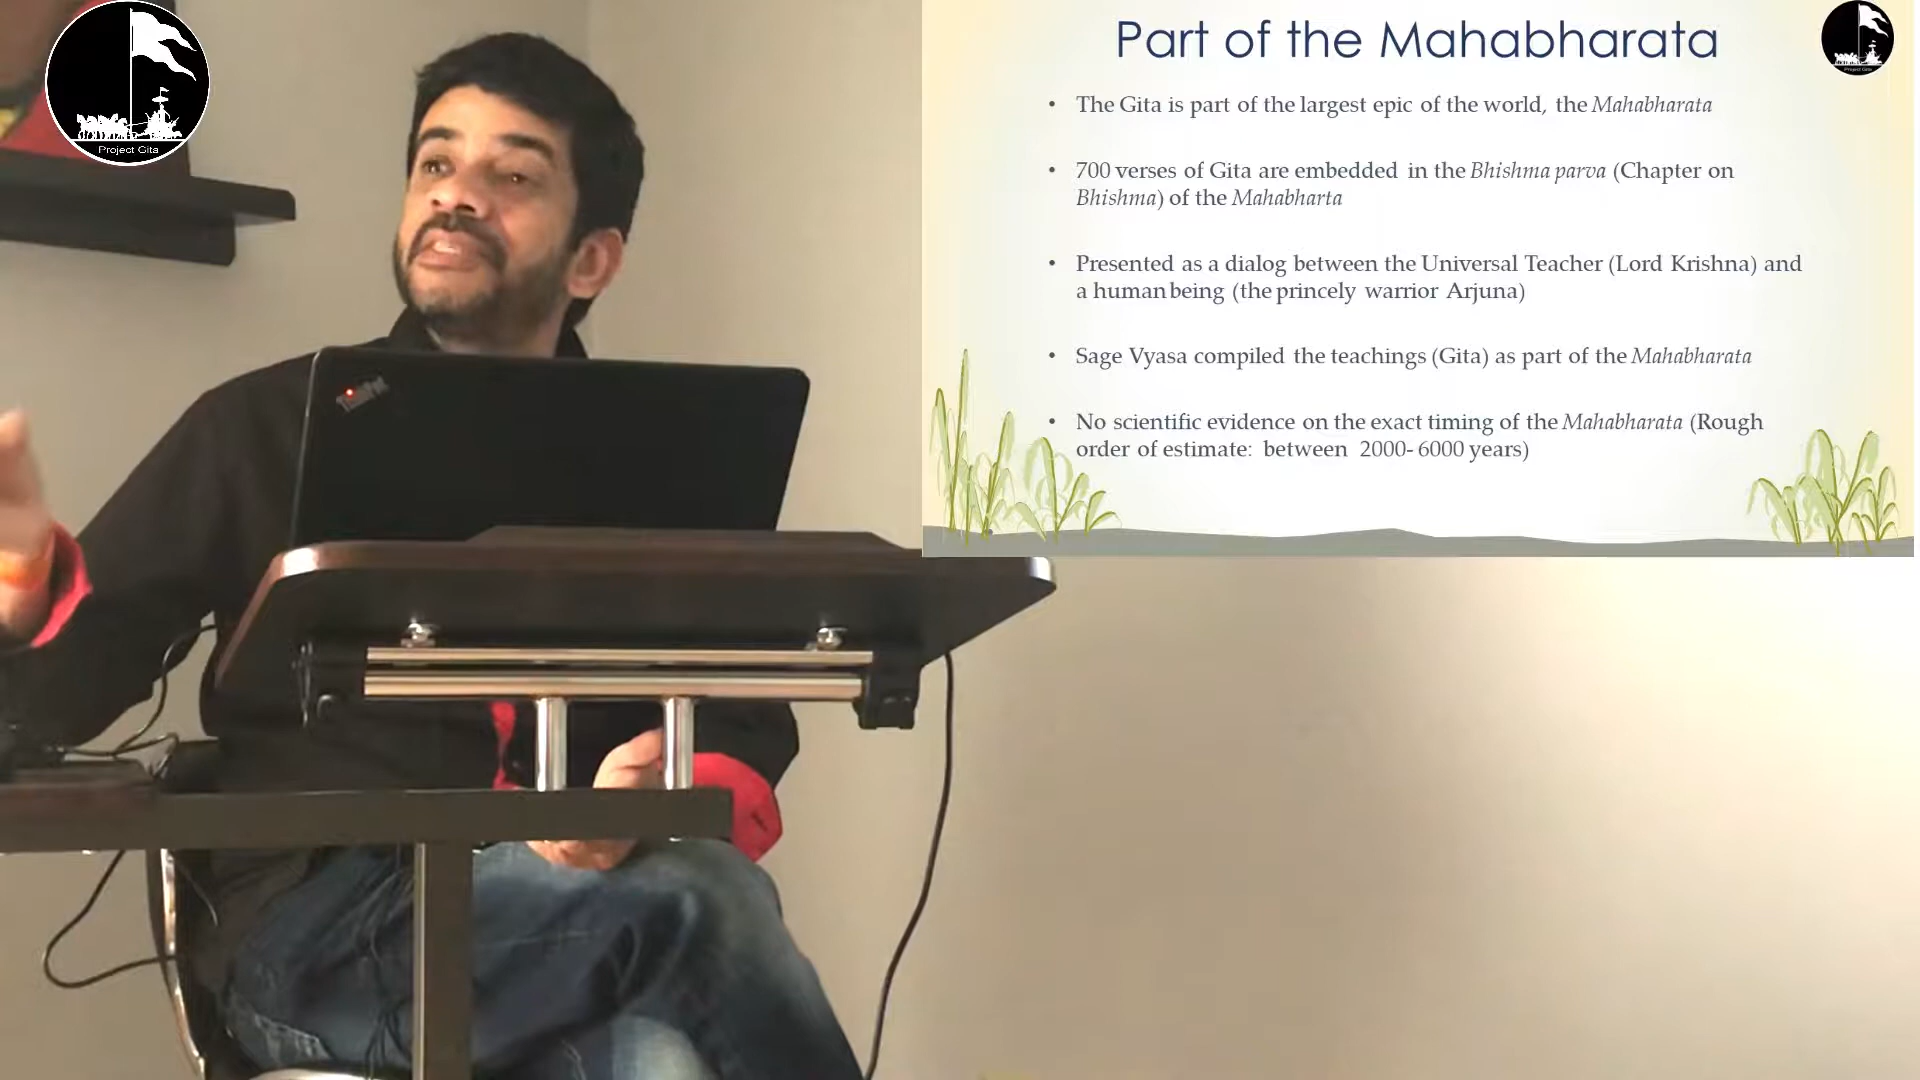 Project Gita
Part of the Mahabharata
• The Gita is part of the largest epic of the world, the Mahabharata
• 700 verses of Gita are embedded in the Bhishma parva (Chapter on
Bhishma) of the Mahabharta
• Presented as a dialog between the Universal Teacher (Lord Krishna) and
a human being (the princely warrior Arjuna)
• Sage Vyasa compiled the teachings (Gita) as part of the Mahabharata
• No scientific evidence on the exact timing of the Mahabharata (Rough
order of estimate: between 2000- 6000 years)
Project Gita
ThinkPad